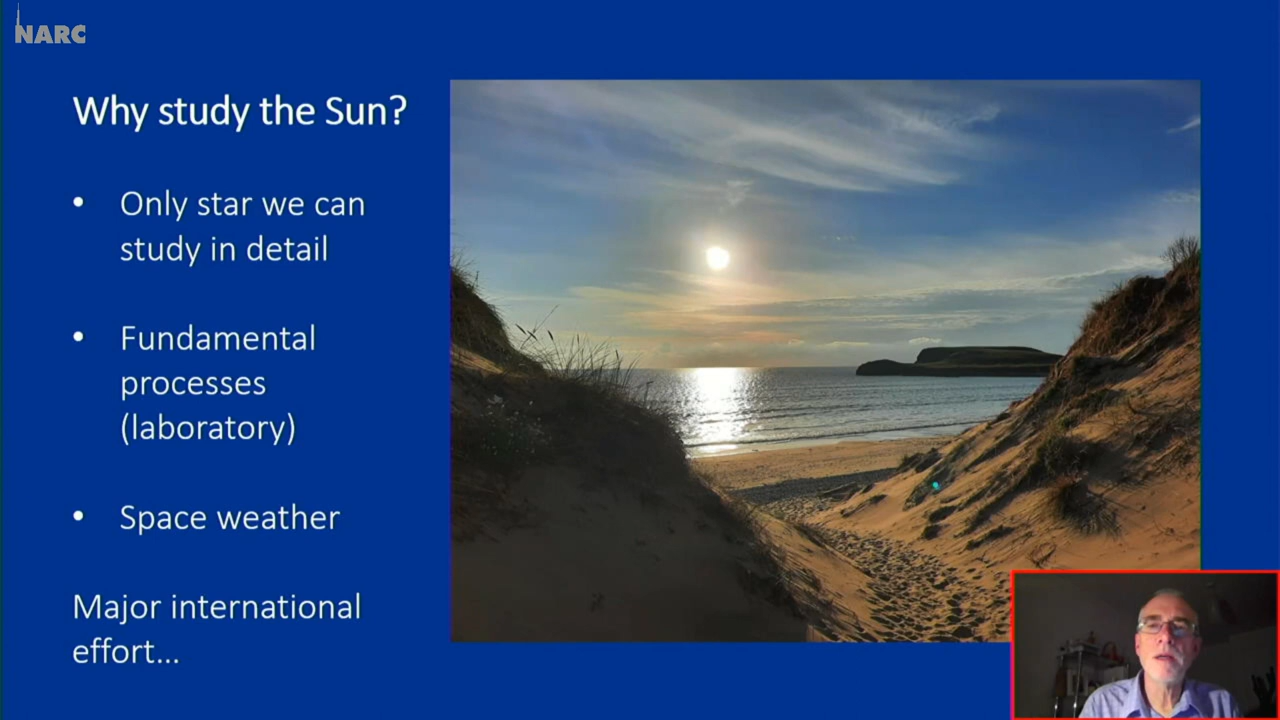 NARC
Why study the Sun?
• Only star we can
study in detail
• Fundamental
processes
(laboratory)
• Space weather
Major international
effort...